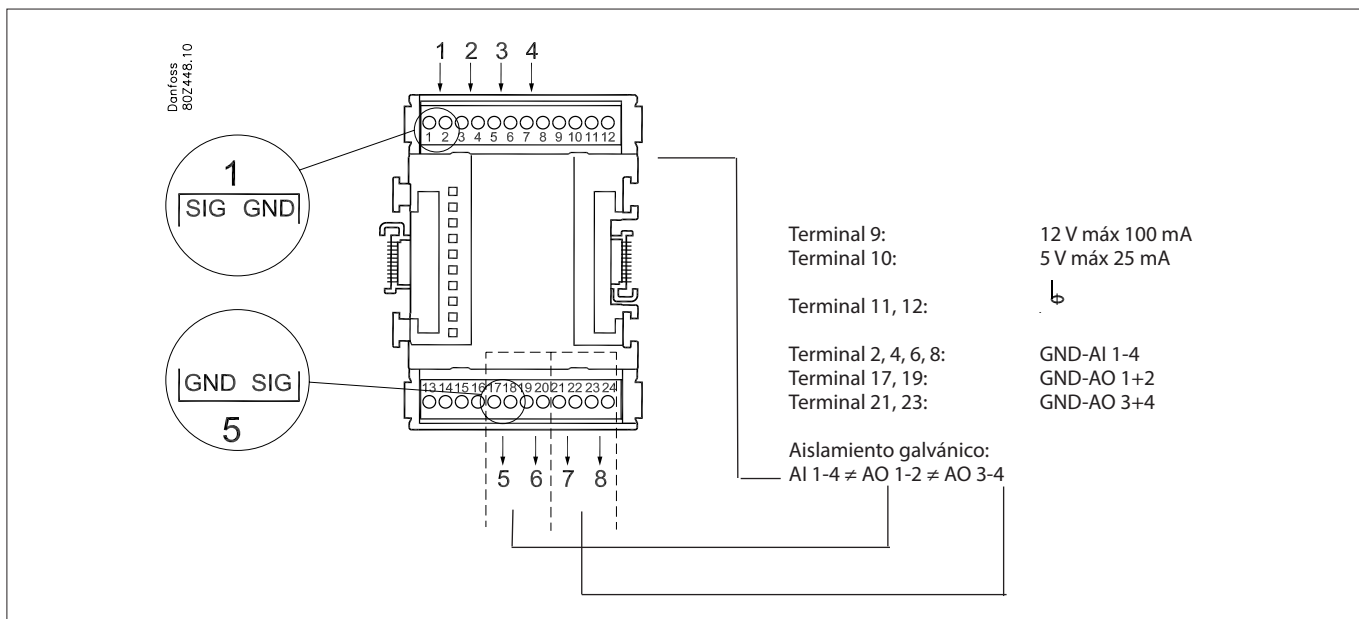 Danfoss
80Z448.10
1 2 3 4
1 2 3 4 5 6 7 8 9 10 11 12
1
SIG GND
Terminal 9: 12 V máx 100 mA
Terminal 10: 5 V máx 25 mA
Terminal 11, 12:
Terminal 2, 4, 6, 8: GND-AI 1-4
Terminal 17, 19: GND-AO 1+2
Terminal 21, 23: GND-AO 3+4
Aislamiento galvánico:
AI 1-4 ≠ AO 1-2 ≠ AO 3-4
GND SIG
5
13 14 15 16 17 18 19 20 21 22 23 24
5 6 7 8